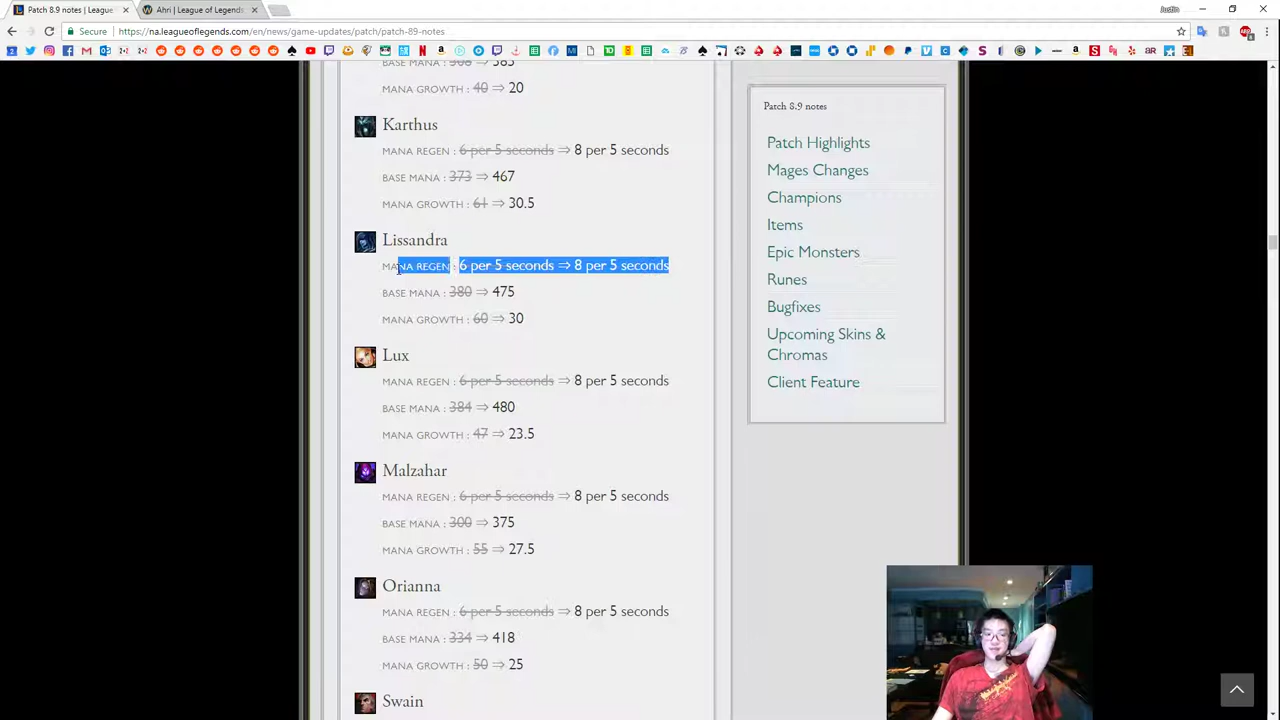 Patch 8.9 notes | League
Ahri | League of Legends
Justin
Secure
https://na.leagueoflegends.com/en/news/game-updates/patch/patch-89-notes
MANA GROWTH : 40 ⇒ 20
Karthus
MANA REGEN : 6 per 5 seconds ⇒ 8 per 5 seconds
BASE MANA : 373 ⇒ 467
MANA GROWTH : 61 ⇒ 30.5
Lissandra
MANA REGEN : 6 per 5 seconds ⇒ 8 per 5 seconds
BASE MANA : 380 ⇒ 475
MANA GROWTH : 60 ⇒ 30
Lux
MANA REGEN : 6 per 5 seconds ⇒ 8 per 5 seconds
BASE MANA : 384 ⇒ 480
MANA GROWTH : 47 ⇒ 23.5
Malzahar
MANA REGEN : 6 per 5 seconds ⇒ 8 per 5 seconds
BASE MANA : 300 ⇒ 375
MANA GROWTH : 55 ⇒ 27.5
Orianna
MANA REGEN : 6 per 5 seconds ⇒ 8 per 5 seconds
BASE MANA : 334 ⇒ 418
MANA GROWTH : 50 ⇒ 25
Swain
Patch 8.9 notes
Patch Highlights
Mages Changes
Champions
Items
Epic Monsters
Runes
Bugfixes
Upcoming Skins &
Chromas
Client Feature